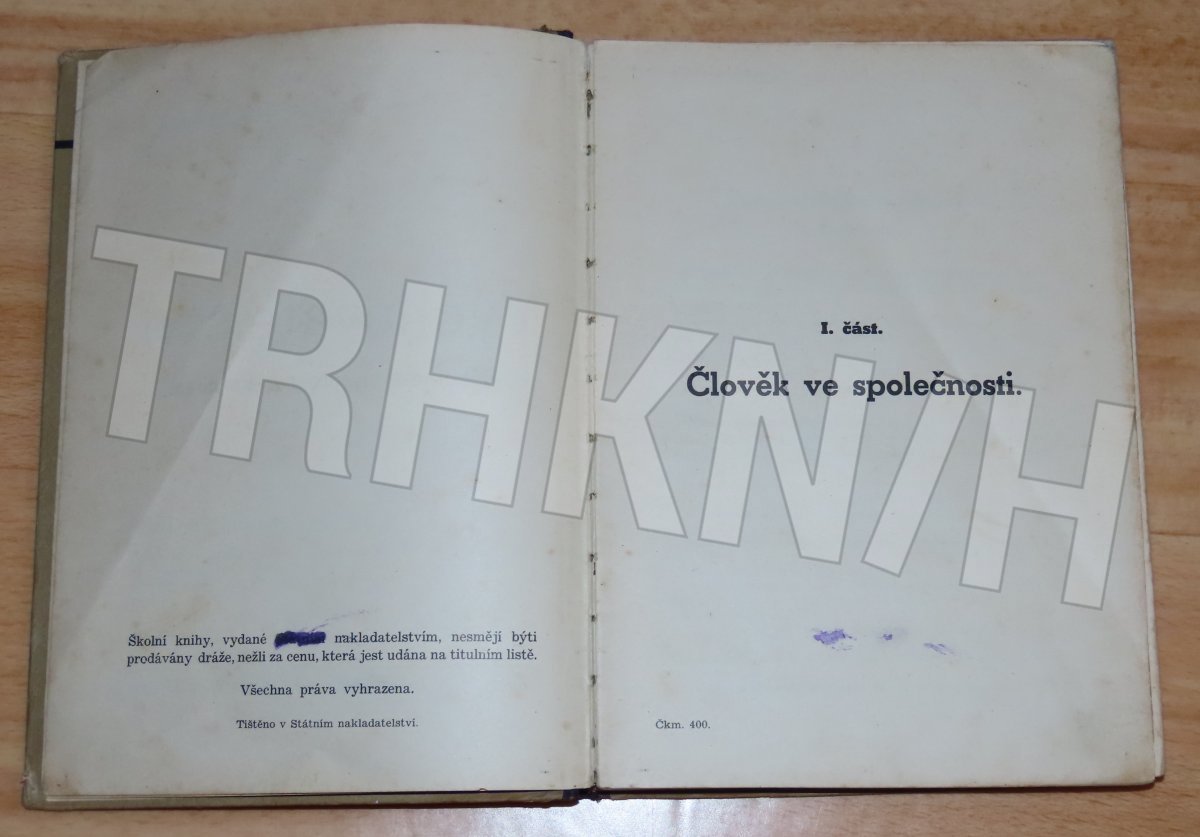 Školní knihy, vydané nakladatelstvím, nesmějí býti
prodávány dráže, nežli za cenu, která jest udána na titulním listě.
Všechna práva vyhrazena.
Tištěno v Státním nakladatelství.
I. část.
Člověk ve společnosti.
Čkm. 400.
TRHKNIH